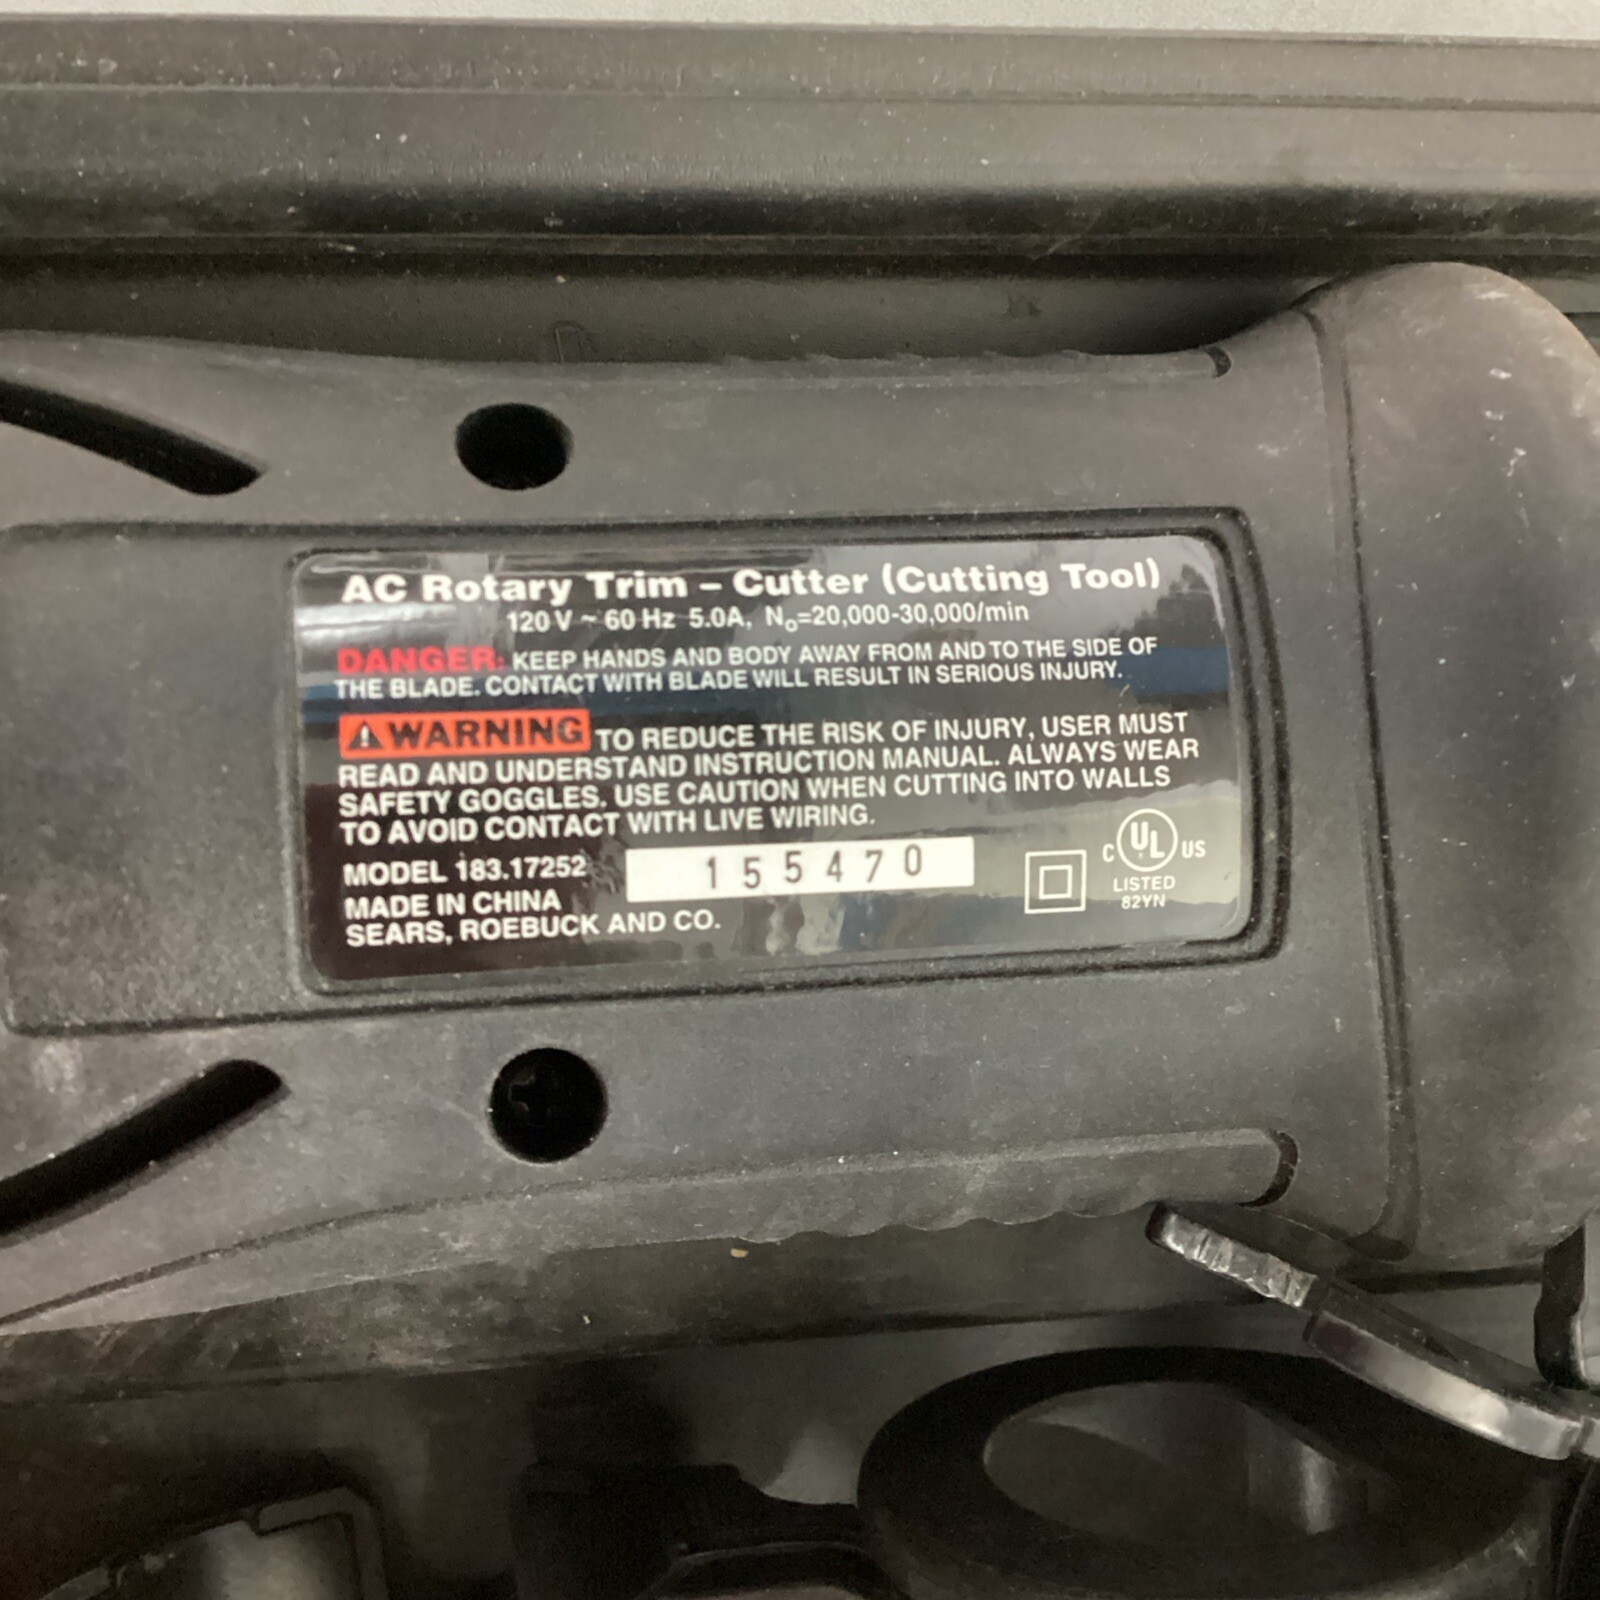 AC Rotary Trim – Cutter (Cutting Tool)
120 V ~ 60 Hz 5.0A, No=20,000-30,000/min
DANGER: KEEP HANDS AND BODY AWAY FROM AND TO THE SIDE OF
THE BLADE. CONTACT WITH BLADE WILL RESULT IN SERIOUS INJURY.
⚠WARNING TO REDUCE THE RISK OF INJURY, USER MUST
READ AND UNDERSTAND INSTRUCTION MANUAL. ALWAYS WEAR
SAFETY GOGGLES. USE CAUTION WHEN CUTTING INTO WALLS
TO AVOID CONTACT WITH LIVE WIRING.
MODEL 183.17252
155470
MADE IN CHINA
SEARS, ROEBUCK AND CO.
C UL US
LISTED
82YN